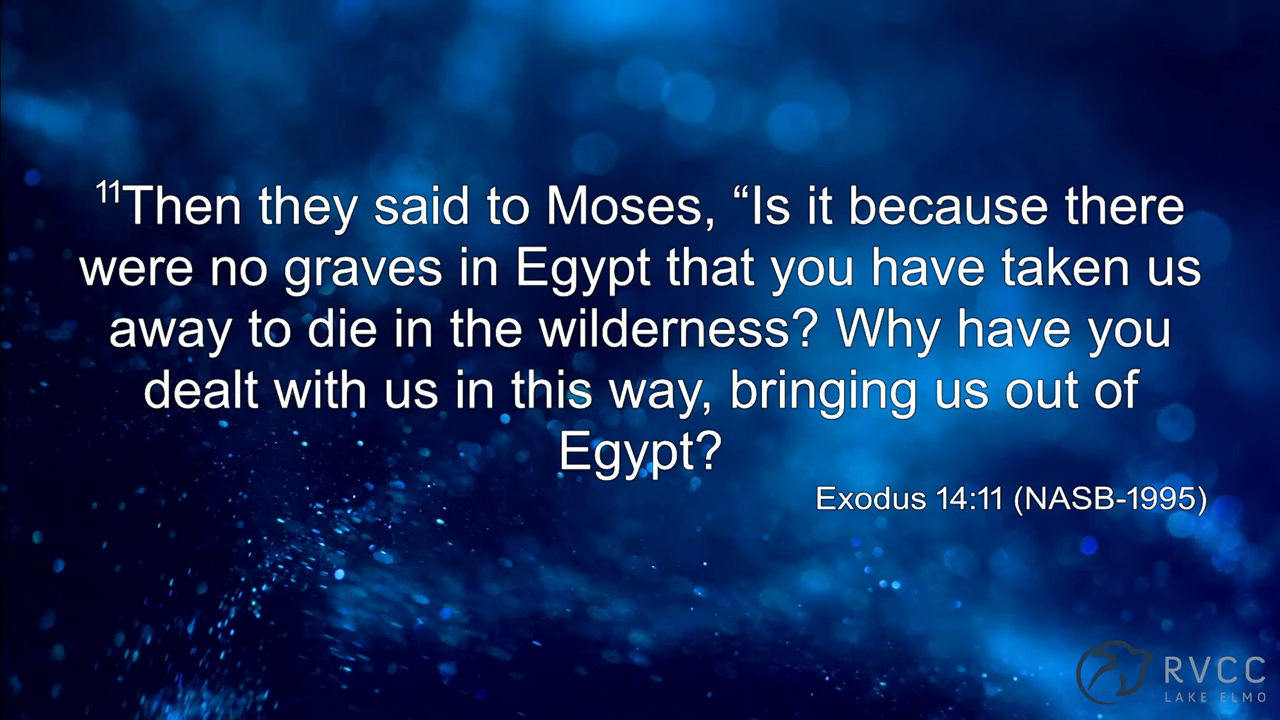 11Then they said to Moses, “Is it because there
were no graves in Egypt that you have taken us
away to die in the wilderness? Why have you
dealt with us in this way, bringing us out of
Egypt?
Exodus 14:11 (NASB-1995)
RVCC
LAKE ELMO